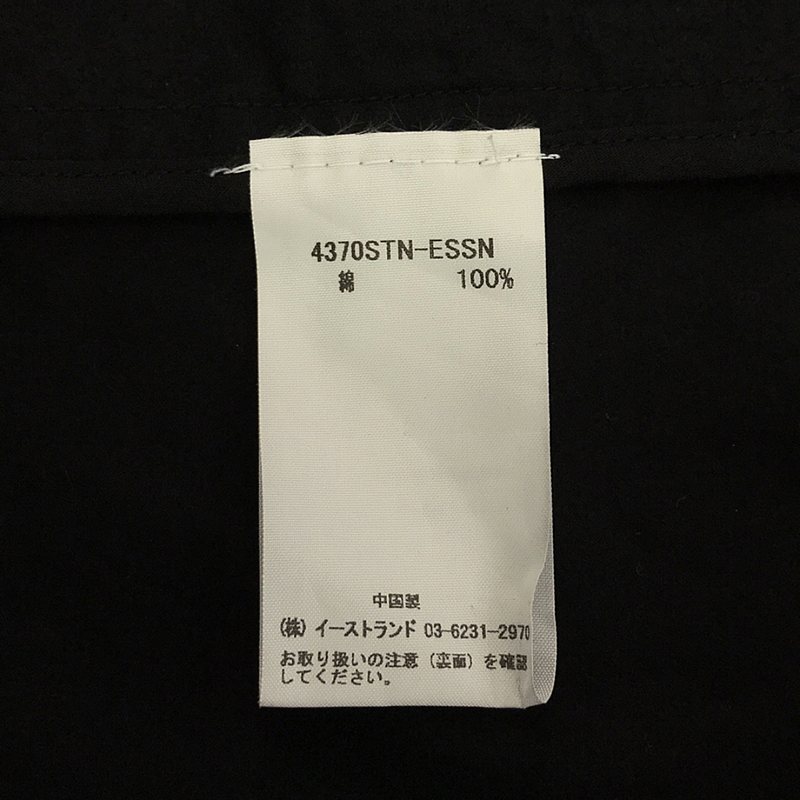 4370STN-ESSN
綿 100%
中国製
(株) イーストランド 03-6231-2970
お取り扱いの注意 (裏面) を確認
してください。